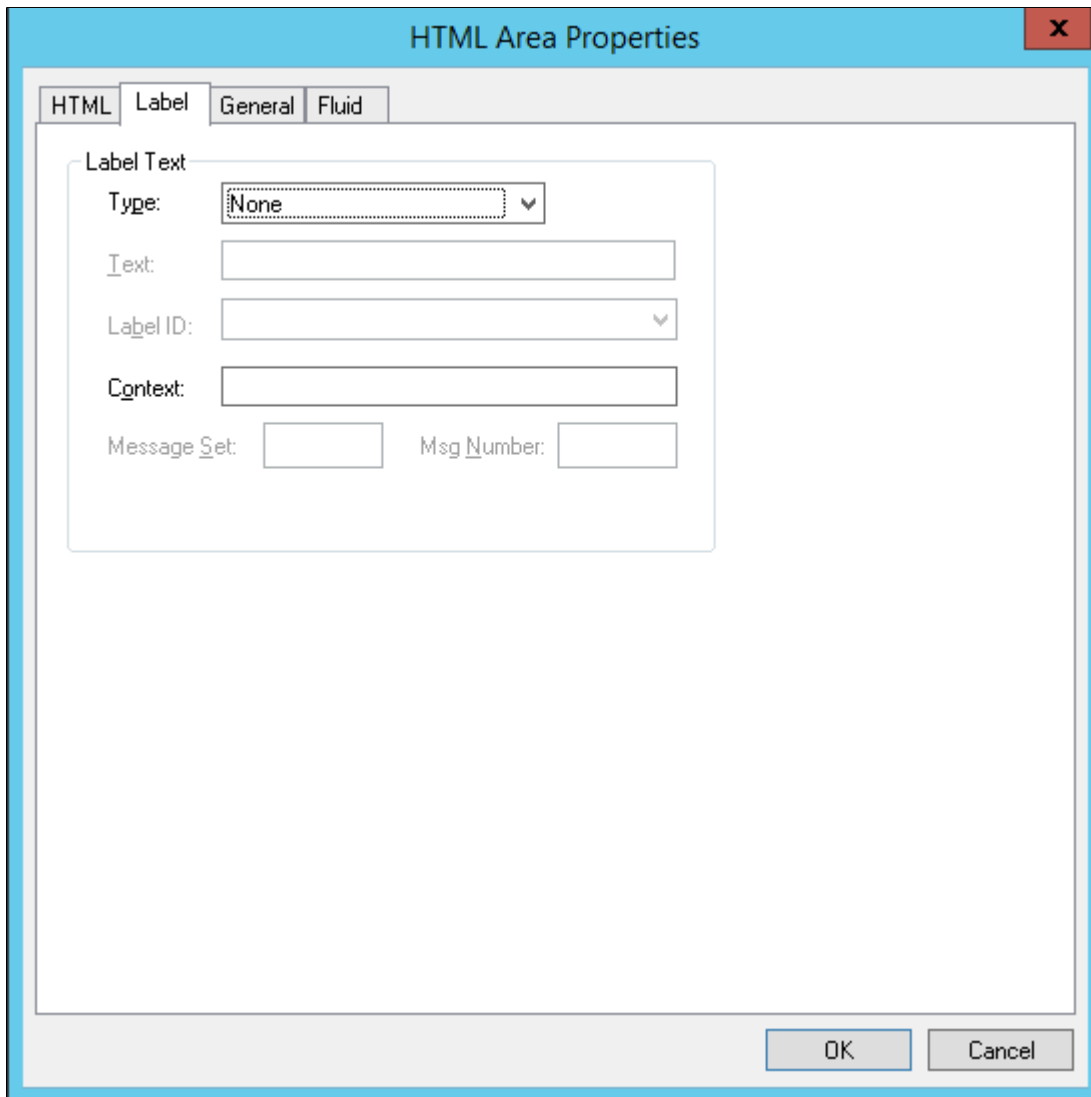 HTML Area Properties
x
HTML Label General Fluid
Label Text
Type: None
Text:
Label ID:
Context:
Message Set: Msg Number:
OK Cancel